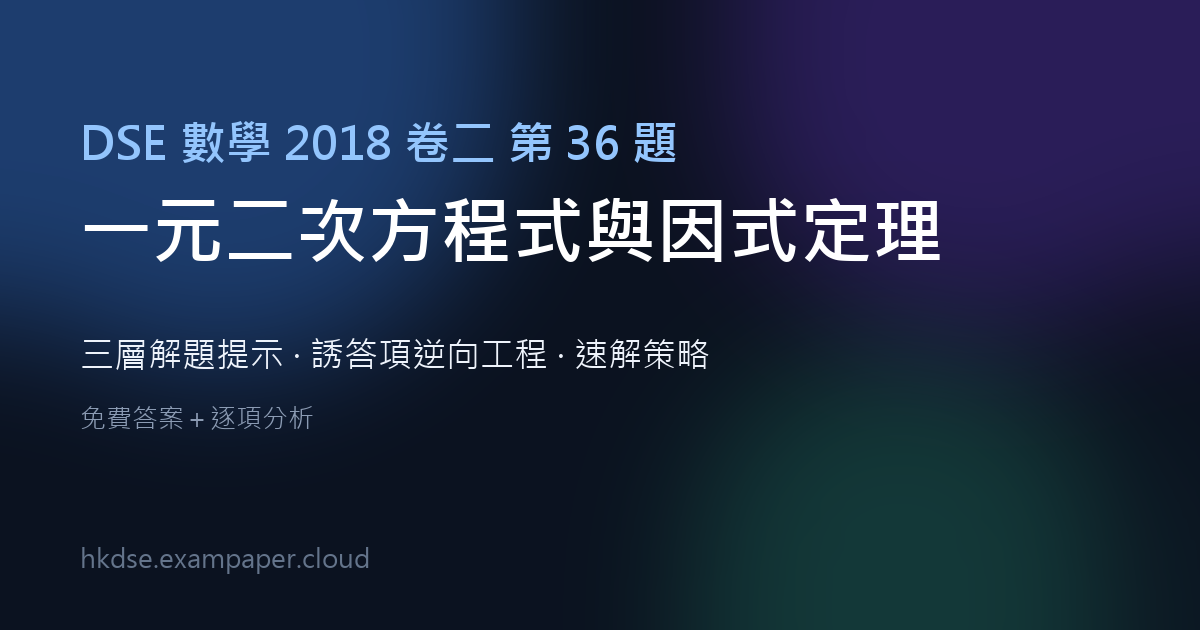 DSE 數學 2018 卷二 第 36 題
一元二次方程式與因式定理
三層解題提示 · 誘答項逆向工程 · 速解策略
免費答案 + 逐項分析
hkdse.exampaper.cloud